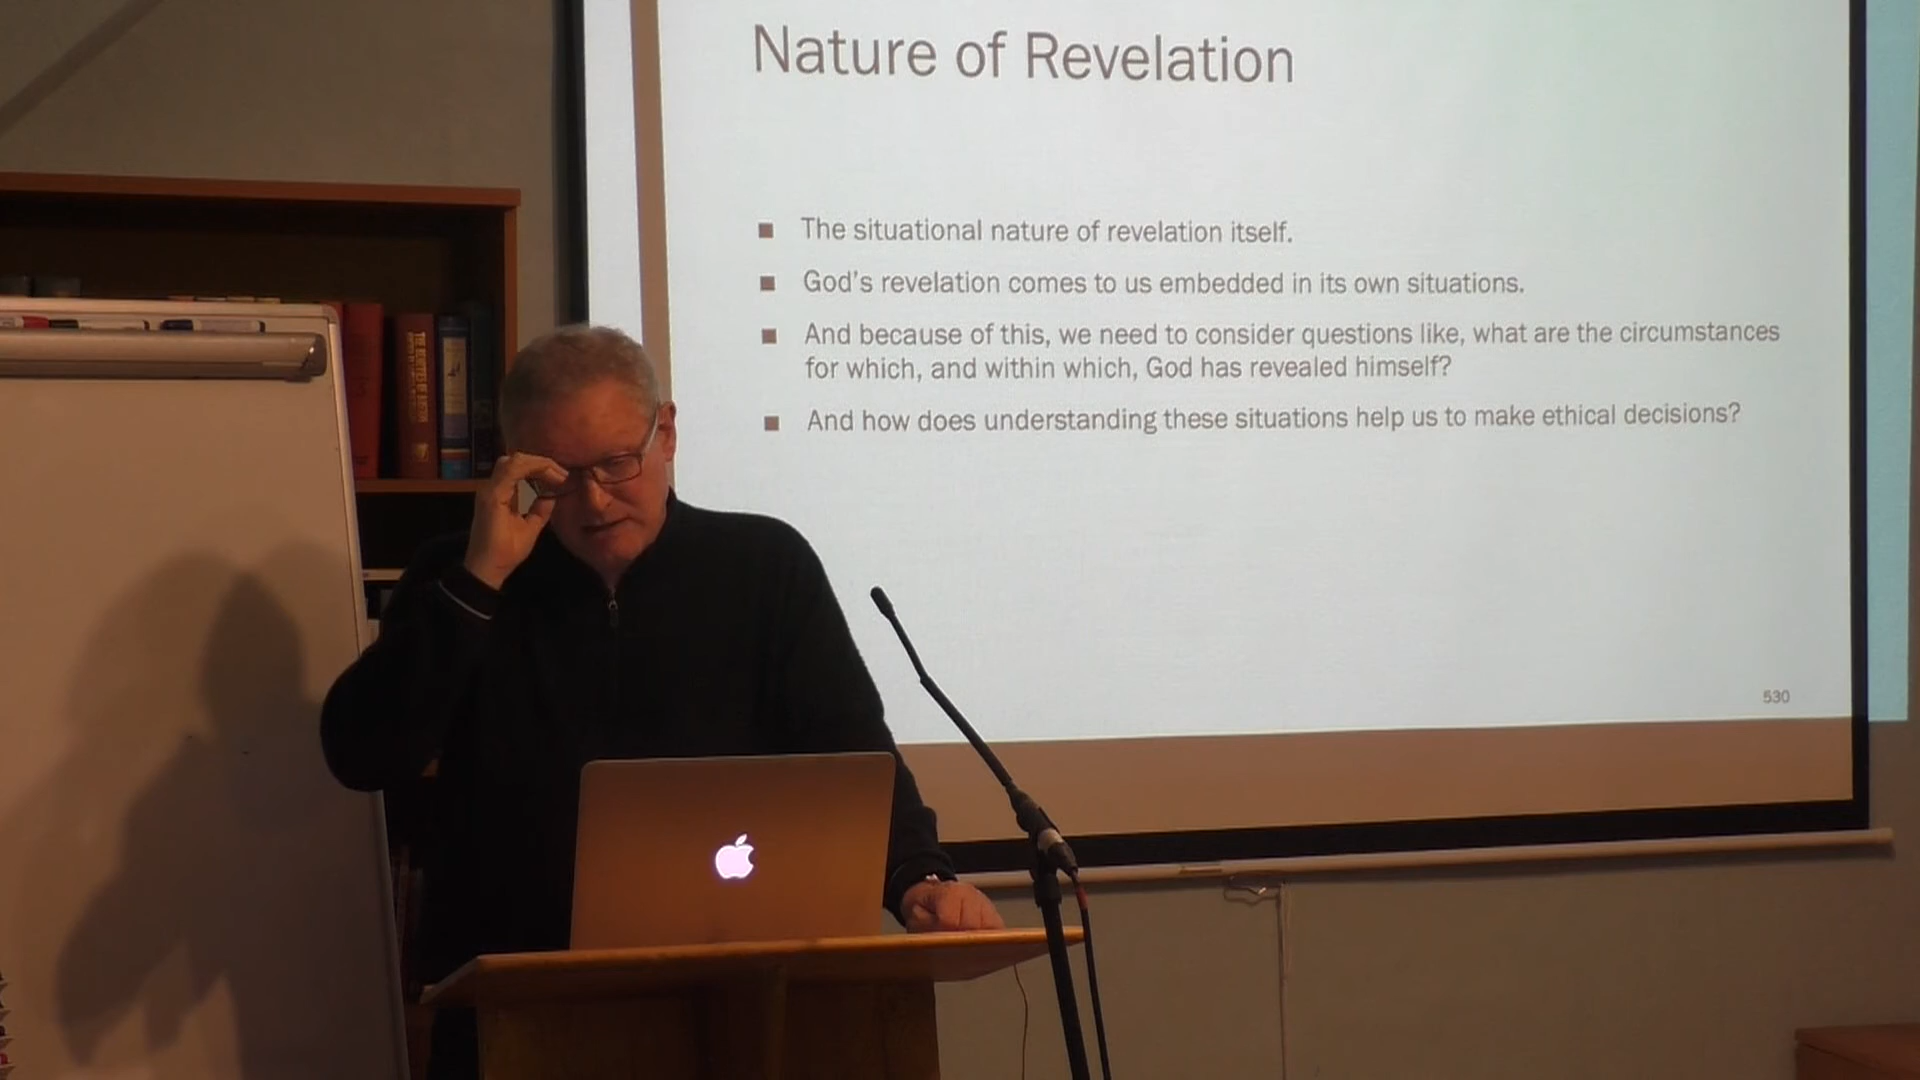 Nature of Revelation
The situational nature of revelation itself.
God's revelation comes to us embedded in its own situations.
And because of this, we need to consider questions like, what are the circumstances
for which, and within which, God has revealed himself?
And how does understanding these situations help us to make ethical decisions?
530